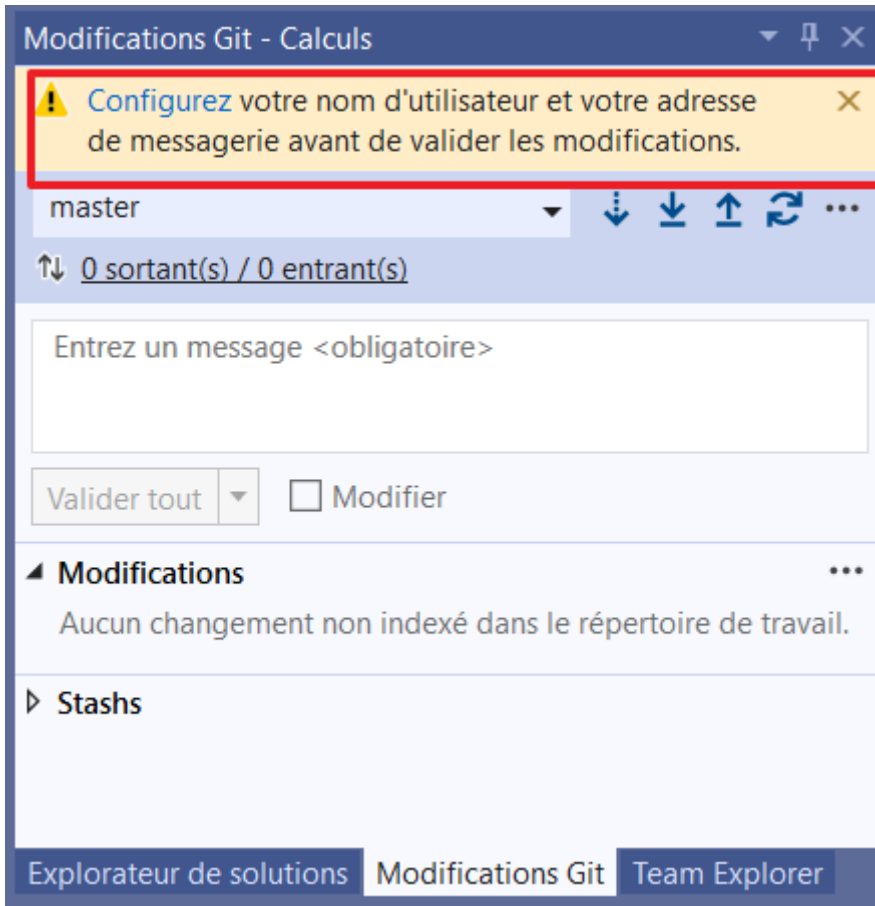 Modifications Git - Calculs
Configurez votre nom d'utilisateur et votre adresse
de messagerie avant de valider les modifications.
master
0 sortant(s) / 0 entrant(s)
Entrez un message <obligatoire>
Valider tout
Modifier
Modifications
Aucun changement non indexé dans le répertoire de travail.
Stashs
Explorateur de solutions Modifications Git Team Explorer